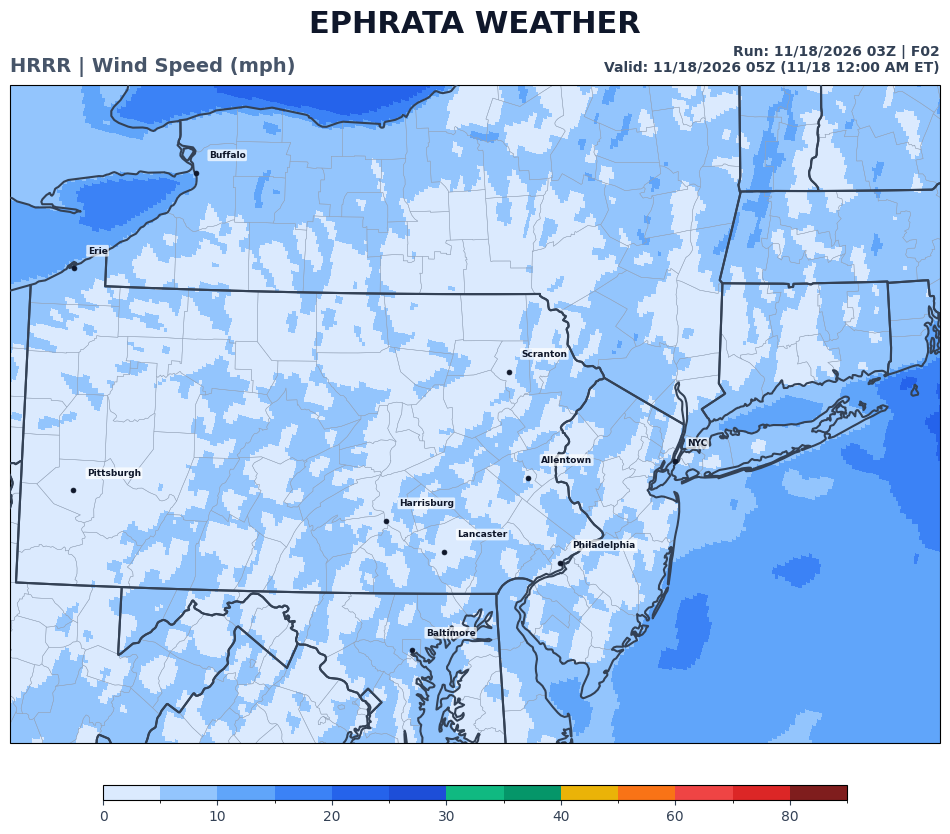 EPHRATA WEATHER
HRRR | Wind Speed (mph)
Run: 11/18/2026 03Z | F02
Valid: 11/18/2026 05Z (11/18 12:00 AM ET)
Buffalo
Erie
Scranton
NYC
Allentown
Pittsburgh
Harrisburg
Lancaster
Philadelphia
Baltimore
0 10 20 30 40 50 60 70 80